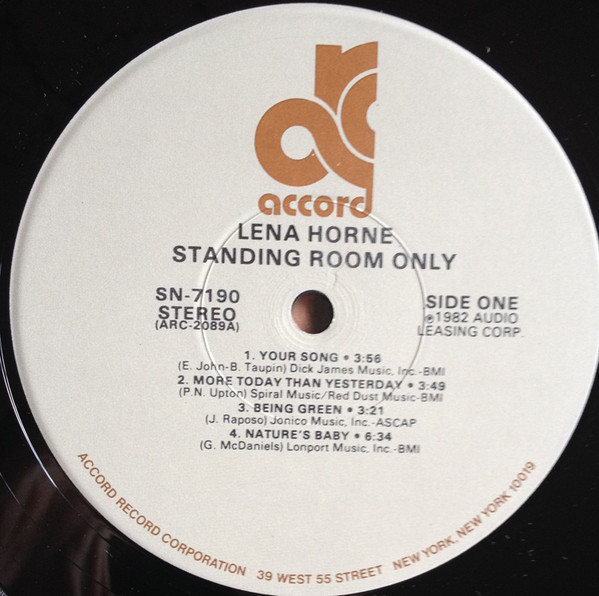 accord
LENA HORNE
STANDING ROOM ONLY
SN-7190
STEREO
(ARC-2089A)
SIDE ONE
℗1982 AUDIO
LEASING CORP.
1. YOUR SONG • 3:56
(E. John-B. Taupin) Dick James Music, Inc.-BMI
2. MORE TODAY THAN YESTERDAY • 3:49
(P.N. Upton) Spiral Music/Red Dust Music-BMI
3. BEING GREEN • 3:21
(J. Raposo) Jonico Music, Inc.-ASCAP
4. NATURE'S BABY • 6:34
(G. McDaniels) Lonport Music, Inc.-BMI
ACCORD RECORD CORPORATION 39 WEST 55 STREET NEW YORK, NEW YORK 10019